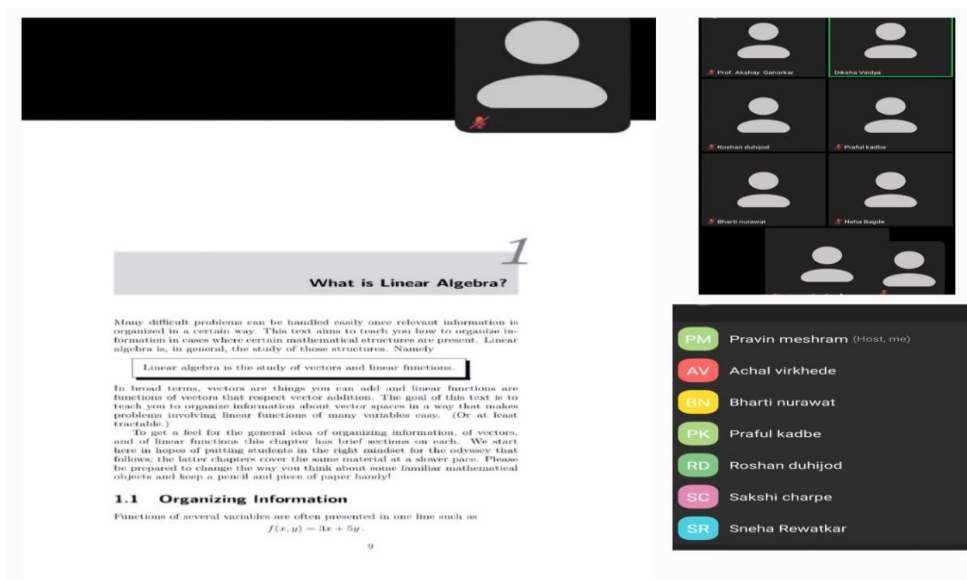 1
What is Linear Algebra?
Many difficult problems can be handled easily once relevant information is
organized in a certain way. This text aims to teach you how to organize in-
formation in cases where certain mathematical structures are present. Linear
algebra is, in general, the study of those structures. Namely
Linear algebra is the study of vectors and linear functions.
In broad terms, vectors are things you can add and linear functions are
functions of vectors that respect vector addition. The goal of this text is to
teach you to organize information about vector spaces in a way that makes
problems involving linear functions of many variables easy. (Or at least
tractable.)
To get a feel for the general idea of organizing information, of vectors,
and of linear functions this chapter has brief sections on each. We start
here in hopes of putting students in the right mindset for the odyssey that
follows; the latter chapters cover the same material at a slower pace. Please
be prepared to change the way you think about some familiar mathematical
objects and keep a pencil and piece of paper handy!
1.1 Organizing Information
Functions of several variables are often presented in one line such as
f(x, y) = 3x + 5y .
9
Prof. Akshay Ganorkar
Diksha Vaidya
Roshan duhijod
Praful kadbe
Bharti nurawat
Neha Bagde
PM Pravin meshram (Host, me)
AV Achal virkhede
BN Bharti nurawat
PK Praful kadbe
RD Roshan duhijod
SC Sakshi charpe
SR Sneha Rewatkar